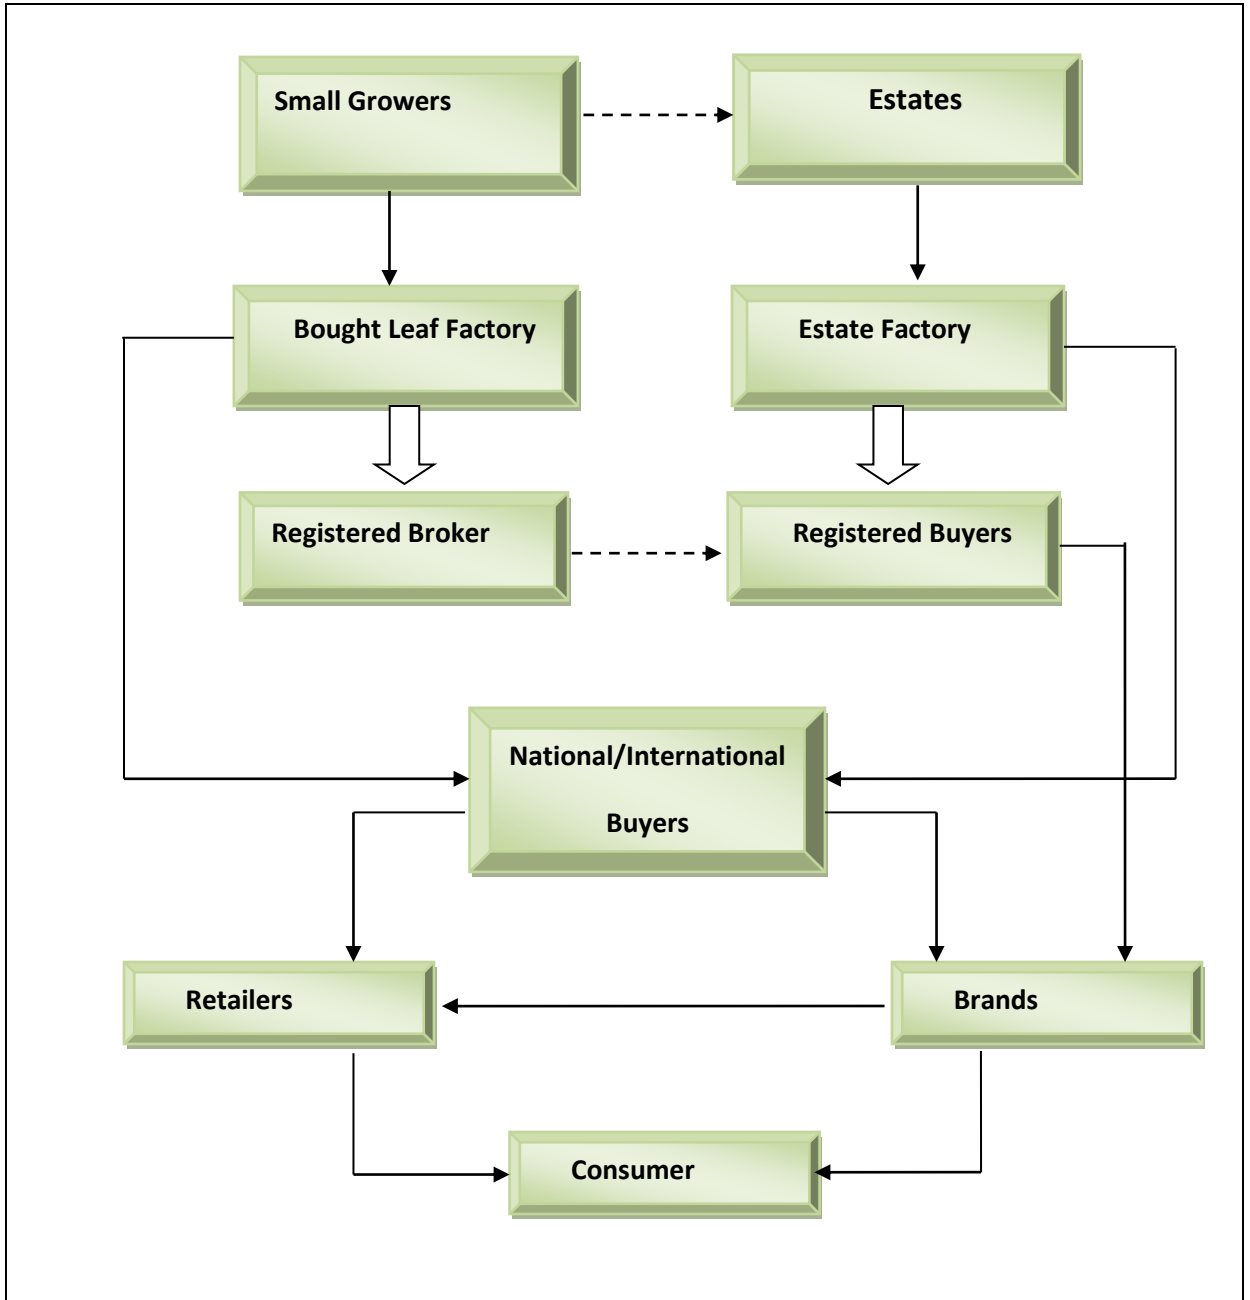 Small Growers
Estates
Bought Leaf Factory
Estate Factory
Registered Broker
Registered Buyers
National/International
Buyers
Retailers
Brands
Consumer